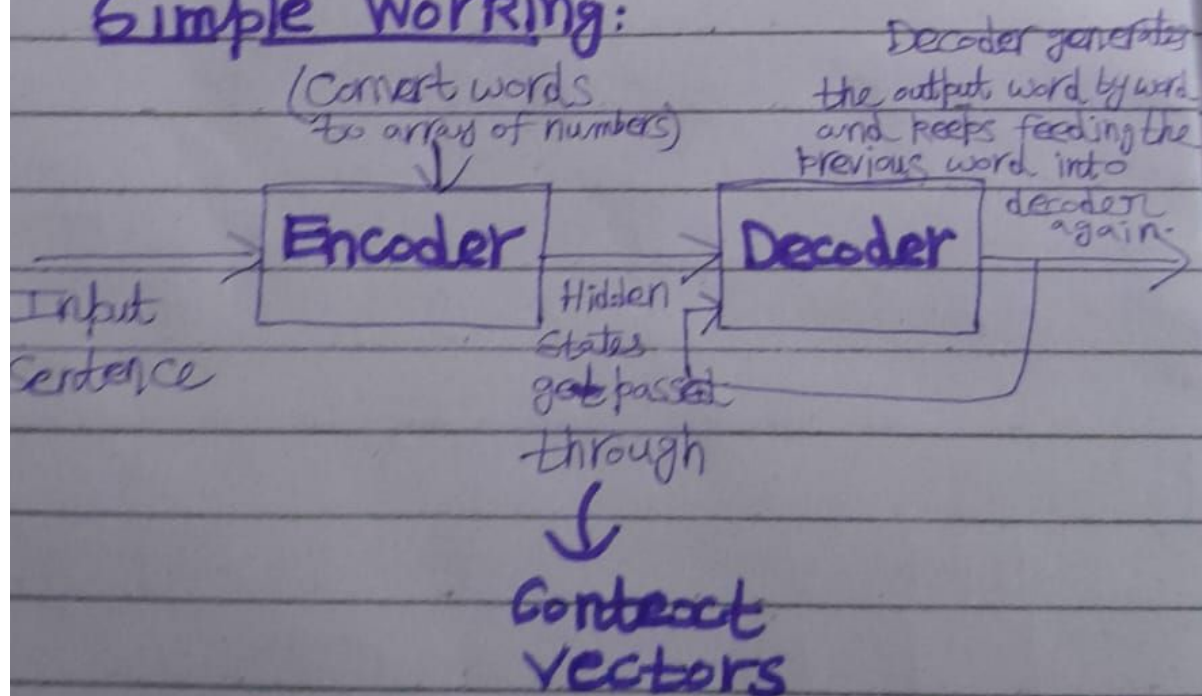 Simple Working:
(Convert words
to array of numbers)
Decoder generates
the output word by word
and keeps feeding the
previous word into
decoder
again.
Encoder
Decoder
Input
Sentence
Hidden
States
get passed
through
vectors